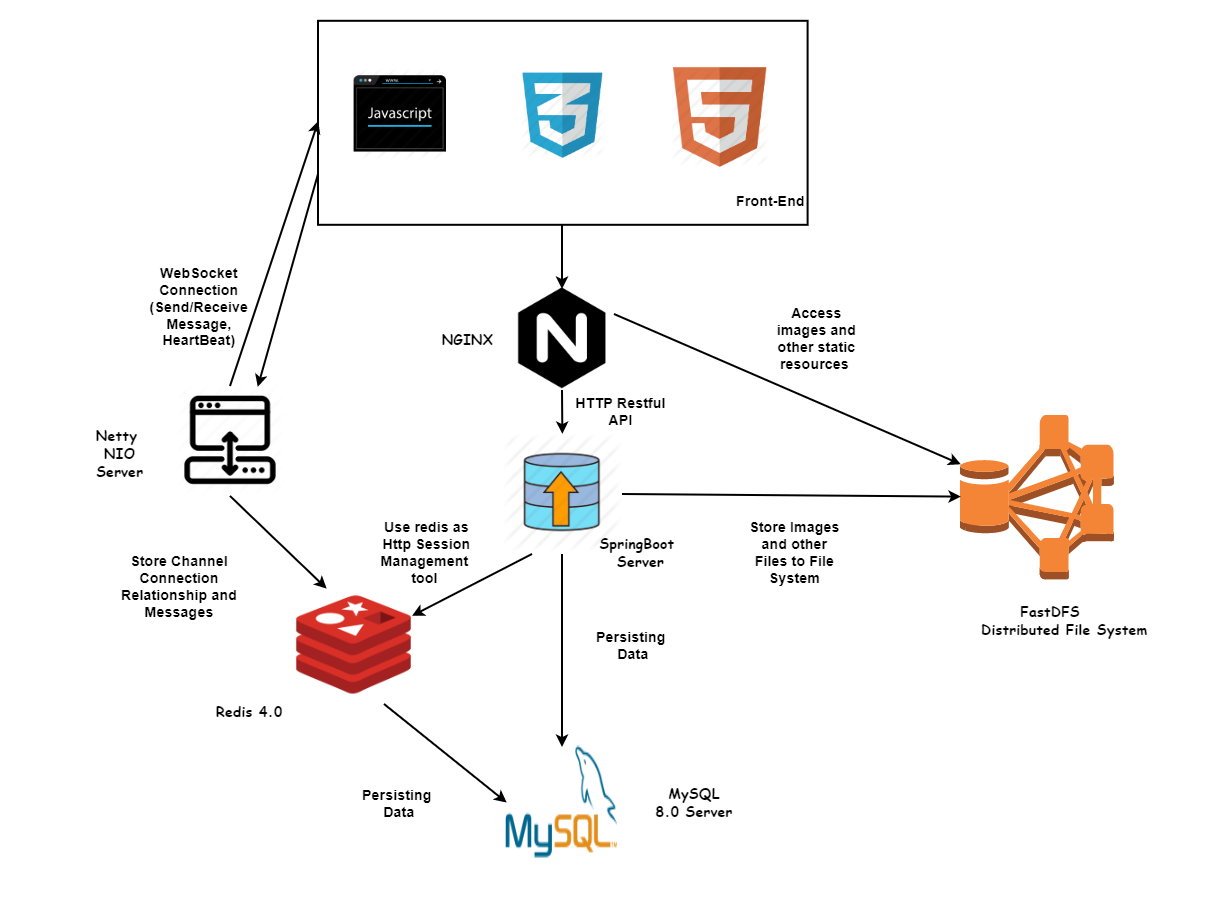 WWW.
Javascript
3
5
Front-End
WebSocket
Connection
(Send/Receive
Message,
HeartBeat)
NGINX
N
Access
images and
other static
resources
HTTP Restful
API
Netty
NIO
Server
Use redis as
Http Session
Management
tool
SpringBoot
Server
Store Images
and other
Files to File
System
Store Channel
Connection
Relationship and
Messages
FastDFS
Distributed File System
Persisting
Data
Redis 4.0
Persisting
Data
MySQL
8.0 Server
MySQL
TM